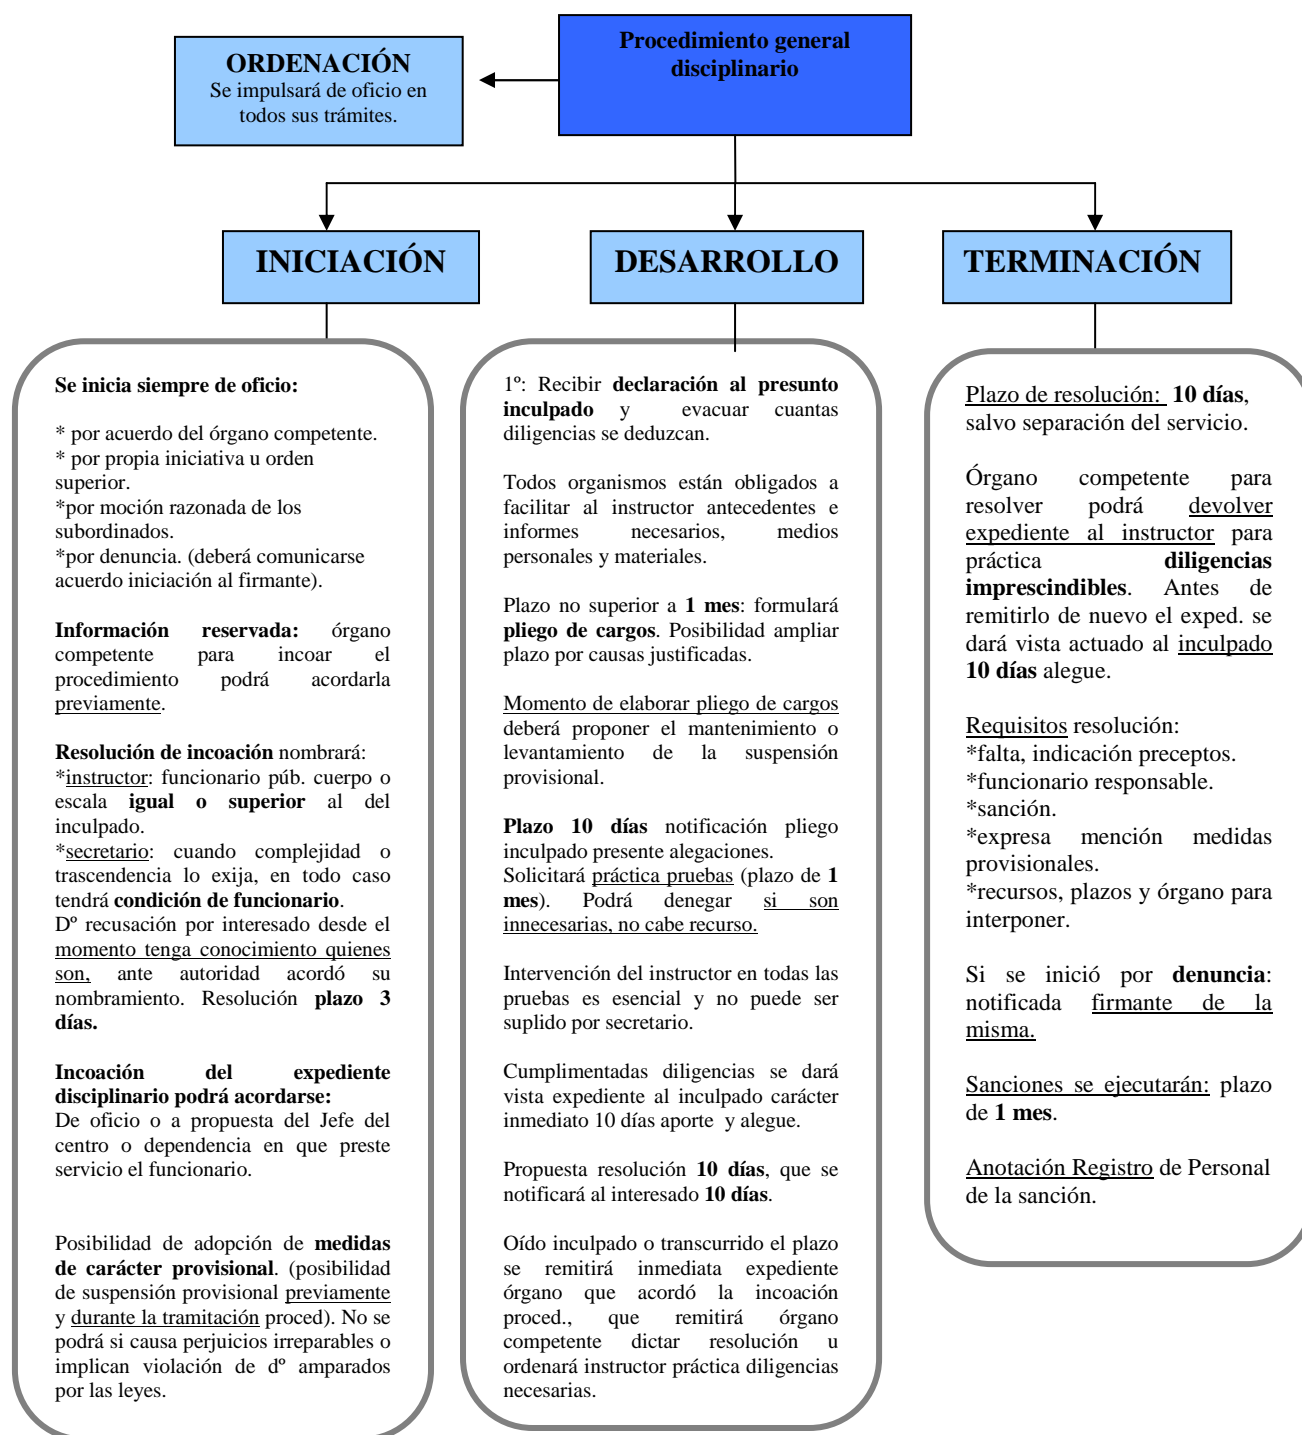 Procedimiento general
disciplinario
ORDENACIÓN
Se impulsará de oficio en
todos sus trámites.
INICIACIÓN
DESARROLLO
TERMINACIÓN
Se inicia siempre de oficio:
* por acuerdo del órgano competente.
* por propia iniciativa u orden
superior.
*por moción razonada de los
subordinados.
*por denuncia. (deberá comunicarse
acuerdo iniciación al firmante).
Información reservada: órgano
competente para incoar el
procedimiento podrá acordarla
previamente.
Resolución de incoación nombrará:
*instructor: funcionario púb. cuerpo o
escala igual o superior al del
inculpado.
*secretario: cuando complejidad o
trascendencia lo exija, en todo caso
tendrá condición de funcionario.
Dº recusación por interesado desde el
momento tenga conocimiento quienes
son, ante autoridad acordó su
nombramiento. Resolución plazo 3
días.
Incoación del expediente
disciplinario podrá acordarse:
De oficio o a propuesta del Jefe del
centro o dependencia en que preste
servicio el funcionario.
Posibilidad de adopción de medidas
de carácter provisional. (posibilidad
de suspensión provisional previamente
y durante la tramitación proced). No se
podrá si causa perjuicios irreparables o
implican violación de dº amparados
por las leyes.
1º: Recibir declaración al presunto
inculpado y evacuar cuantas
diligencias se deduzcan.
Todos organismos están obligados a
facilitar al instructor antecedentes e
informes necesarios, medios
personales y materiales.
Plazo no superior a 1 mes: formulará
pliego de cargos. Posibilidad ampliar
plazo por causas justificadas.
Momento de elaborar pliego de cargos
deberá proponer el mantenimiento o
levantamiento de la suspensión
provisional.
Plazo 10 días notificación pliego
inculpado presente alegaciones.
Solicitará práctica pruebas (plazo de 1
mes). Podrá denegar si son
innecesarias, no cabe recurso.
Intervención del instructor en todas las
pruebas es esencial y no puede ser
suplido por secretario.
Cumplimentadas diligencias se dará
vista expediente al inculpado carácter
inmediato 10 días aporte y alegue.
Propuesta resolución 10 días, que se
notificará al interesado 10 días.
Oído inculpado o transcurrido el plazo
se remitirá inmediata expediente
órgano que acordó la incoación
proced., que remitirá órgano
competente dictar resolución u
ordenará instructor práctica diligencias
necesarias.
Plazo de resolución: 10 días,
salvo separación del servicio.
Órgano competente para
resolver podrá devolver
expediente al instructor para
práctica diligencias
imprescindibles. Antes de
remitirlo de nuevo el exped. se
dará vista actuado al inculpado
10 días alegue.
Requisitos resolución:
*falta, indicación preceptos.
*funcionario responsable.
*sanción.
*expresa mención medidas
provisionales.
*recursos, plazos y órgano para
interponer.
Si se inició por denuncia:
notificada firmante de la
misma.
Sanciones se ejecutarán: plazo
de 1 mes.
Anotación Registro de Personal
de la sanción.